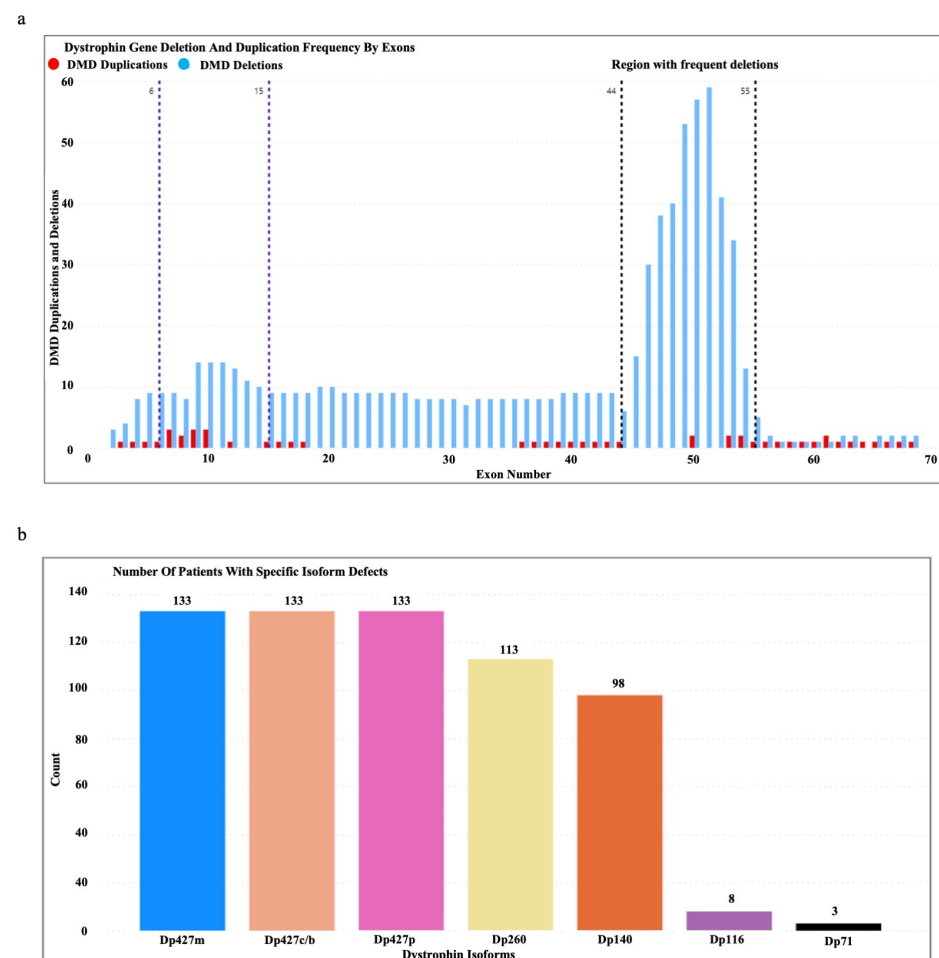 a
Dystrophin Gene Deletion And Duplication Frequency By Exons
DMD Duplications DMD Deletions
Region with frequent deletions
6 15 44 55
60
50
40
30
20
10
0
DMD Duplications and Deletions
0 10 20 30 40 50 60 70
Exon Number
b
Number Of Patients With Specific Isoform Defects
140
120
100
80
60
40
20
0
Count
133 133 133 113 98 8 3
Dp427m Dp427c/b Dp427p Dp260 Dp140 Dp116 Dp71
Dystrophin Isoforms